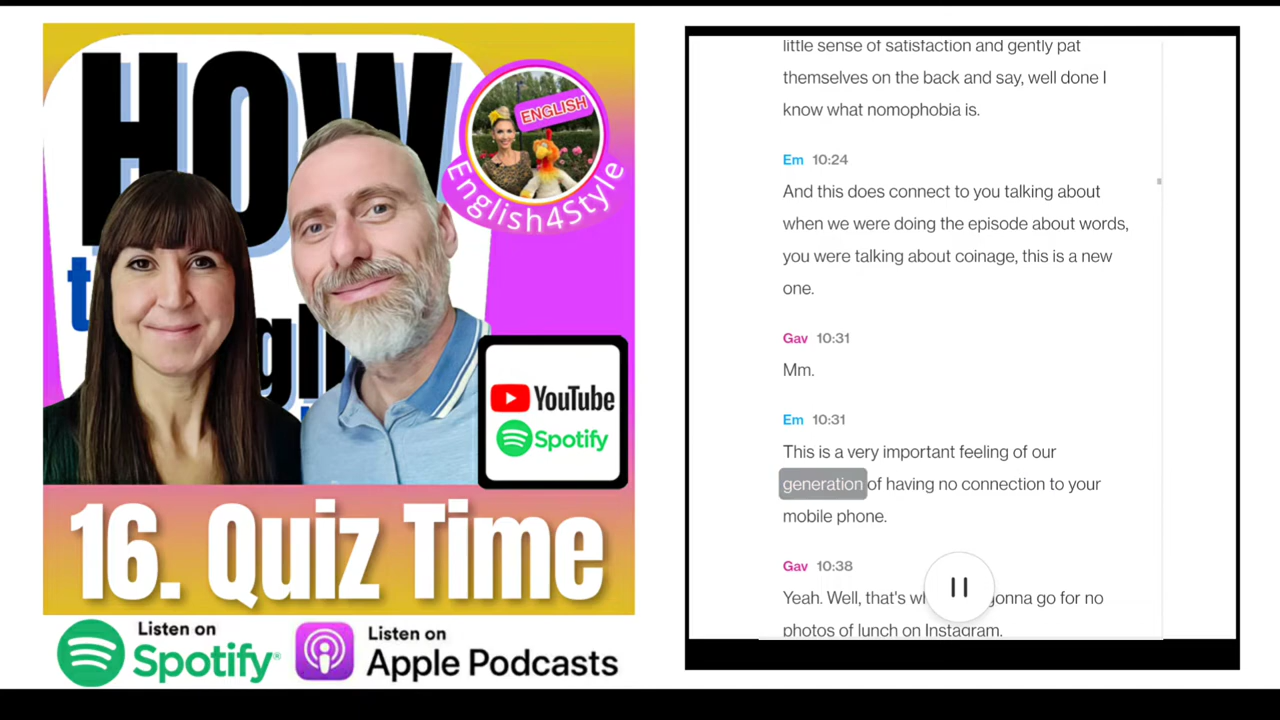 HOW
ENGLISH
English4Style
YouTube
Spotify
16. Quiz Time
Listen on
Spotify
Listen on
Apple Podcasts
little sense of satisfaction and gently pat
themselves on the back and say, well done I
know what nomophobia is.
Em 10:24
And this does connect to you talking about
when we were doing the episode about words,
you were talking about coinage, this is a new
one.
Gav 10:31
Mm.
Em 10:31
This is a very important feeling of our
generation of having no connection to your
mobile phone.
Gav 10:38
Yeah. Well, that's gonna go for no
photos of lunch on Instagram.